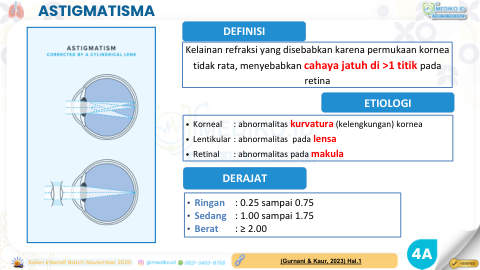 ASTIGMATISMA
ASTIGMATISM
CORRECTED BY A CYLINDRICAL LENS
DEFINISI
Kelainan refraksi yang disebabkan karena permukaan kornea
tidak rata, menyebabkan cahaya jatuh di >1 titik pada
retina
ETIOLOGI
• Korneal : abnormalitas kurvatura (kelengkungan) kornea
• Lentikular : abnormalitas pada lensa
• Retinal : abnormalitas pada makula
DERAJAT
• Ringan : 0.25 sampai 0.75
• Sedang : 1.00 sampai 1.75
• Berat : ≥ 2.00
4A
(Gurnani & Kaur, 2023) Hal.1